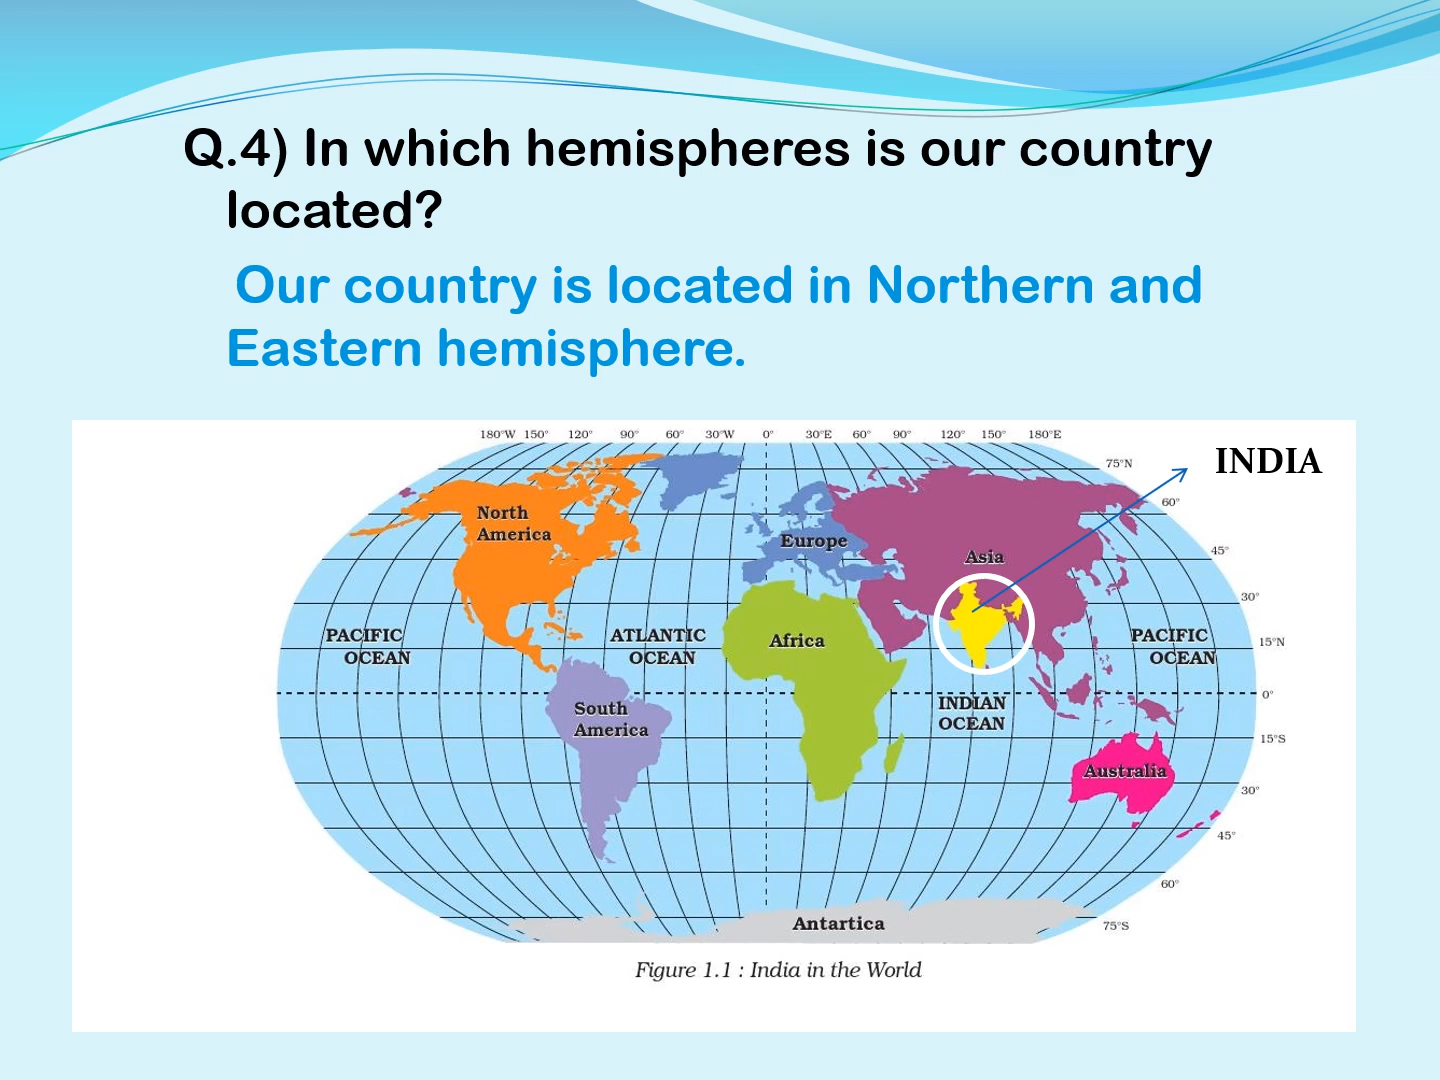 Q.4) In which hemispheres is our country
located?
Our country is located in Northern and
Eastern hemisphere.
180°W 150° 120° 90° 60° 30°W 0° 30°E 60° 90° 120° 150° 180°E
75°N
INDIA
60°
North
America
Europe
45°
Asia
30°
PACIFIC
OCEAN
ATLANTIC
OCEAN
Africa
PACIFIC
OCEAN
15°N
0°
South
America
INDIAN
OCEAN
15°S
Australia
30°
45°
60°
Antartica
75°S
Figure 1.1 : India in the World